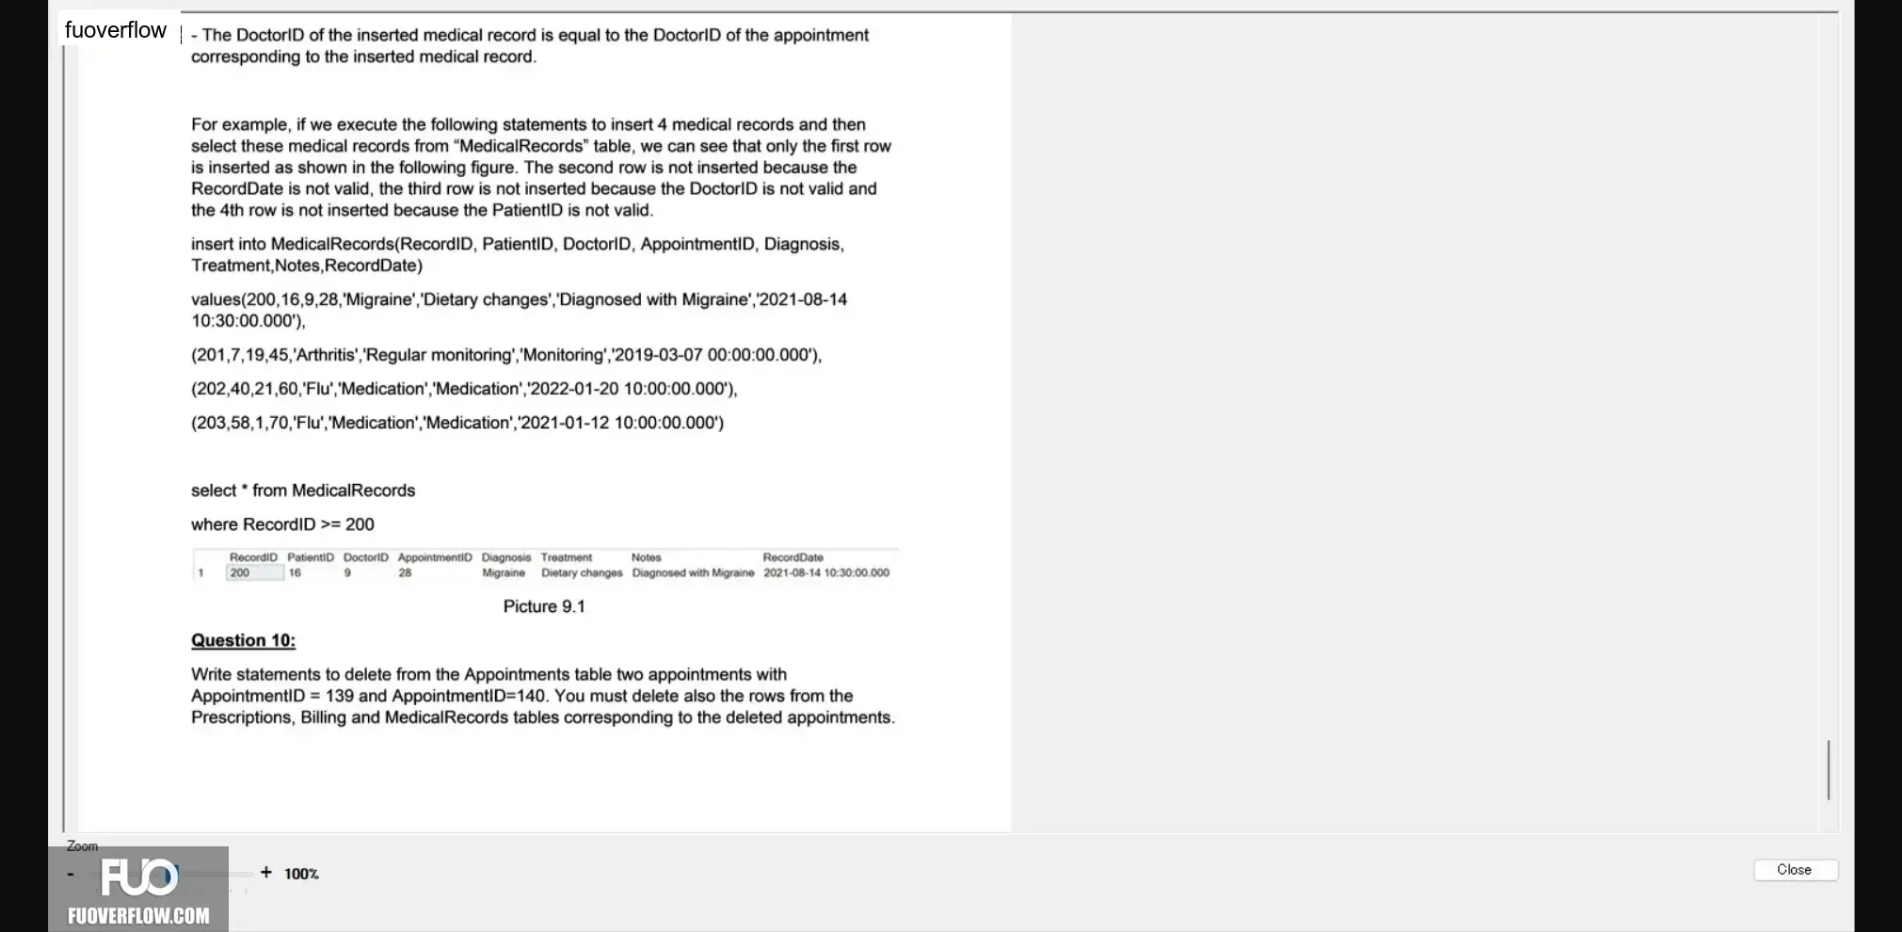 fuoverflow
- The DoctorID of the inserted medical record is equal to the DoctorID of the appointment
corresponding to the inserted medical record.
For example, if we execute the following statements to insert 4 medical records and then
select these medical records from “MedicalRecords” table, we can see that only the first row
is inserted as shown in the following figure. The second row is not inserted because the
RecordDate is not valid, the third row is not inserted because the DoctorID is not valid and
the 4th row is not inserted because the PatientID is not valid.
insert into MedicalRecords(RecordID, PatientID, DoctorID, AppointmentID, Diagnosis,
Treatment,Notes,RecordDate)
values(200,16,9,28,'Migraine','Dietary changes','Diagnosed with Migraine','2021-08-14
10:30:00.000'),
(201,7,19,45,'Arthritis','Regular monitoring','Monitoring','2019-03-07 00:00:00.000'),
(202,40,21,60,'Flu','Medication','Medication','2022-01-20 10:00:00.000'),
(203,58,1,70,'Flu','Medication','Medication','2021-01-12 10:00:00.000')
select * from MedicalRecords
where RecordID >= 200
RecordID PatientID DoctorID AppointmentID Diagnosis Treatment Notes RecordDate
1 200 16 9 28 Migraine Dietary changes Diagnosed with Migraine 2021-08-14 10:30:00.000
Picture 9.1
Question 10:
Write statements to delete from the Appointments table two appointments with
AppointmentID = 139 and AppointmentID=140. You must delete also the rows from the
Prescriptions, Billing and MedicalRecords tables corresponding to the deleted appointments.
Zoom
- + 100%
Close
FUO
FUOVERFLOW.COM